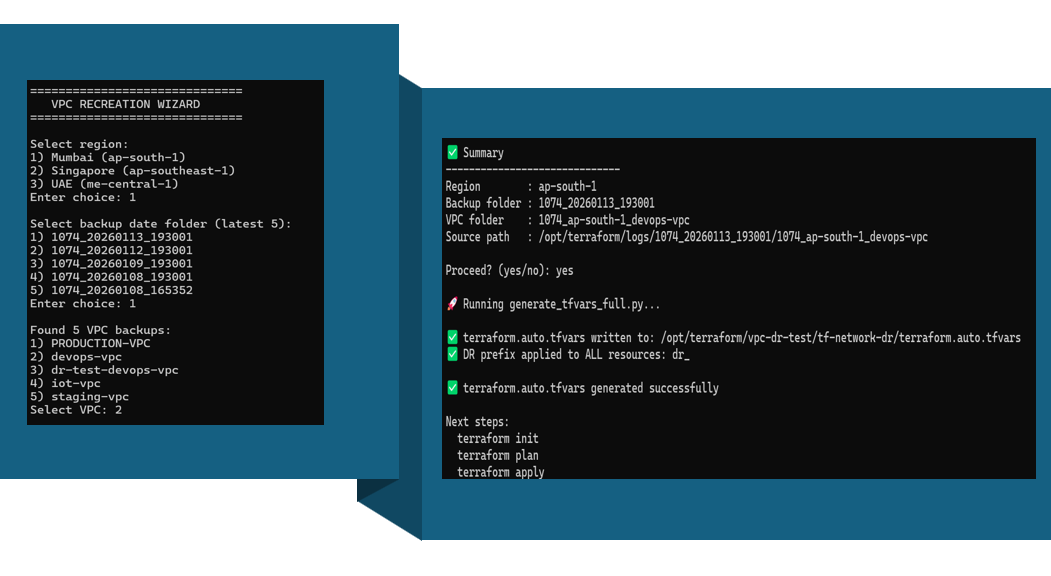 ==============================
VPC RECREATION WIZARD
==============================
Select region:
1) Mumbai (ap-south-1)
2) Singapore (ap-southeast-1)
3) UAE (me-central-1)
Enter choice: 1
Select backup date folder (latest 5):
1) 1074_20260113_193001
2) 1074_20260112_193001
3) 1074_20260109_193001
4) 1074_20260108_193001
5) 1074_20260108_165352
Enter choice: 1
Found 5 VPC backups:
1) PRODUCTION-VPC
2) devops-vpc
3) dr-test-devops-vpc
4) iot-vpc
5) staging-vpc
Select VPC: 2
✅ Summary
------------------------------
Region : ap-south-1
Backup folder : 1074_20260113_193001
VPC folder : 1074_ap-south-1_devops-vpc
Source path : /opt/terraform/logs/1074_20260113_193001/1074_ap-south-1_devops-vpc
Proceed? (yes/no): yes
🚀 Running generate_tfvars_full.py...
✅ terraform.auto.tfvars written to: /opt/terraform/vpc-dr-test/tf-network-dr/terraform.auto.tfvars
✅ DR prefix applied to ALL resources: dr_
✅ terraform.auto.tfvars generated successfully
Next steps:
terraform init
terraform plan
terraform apply